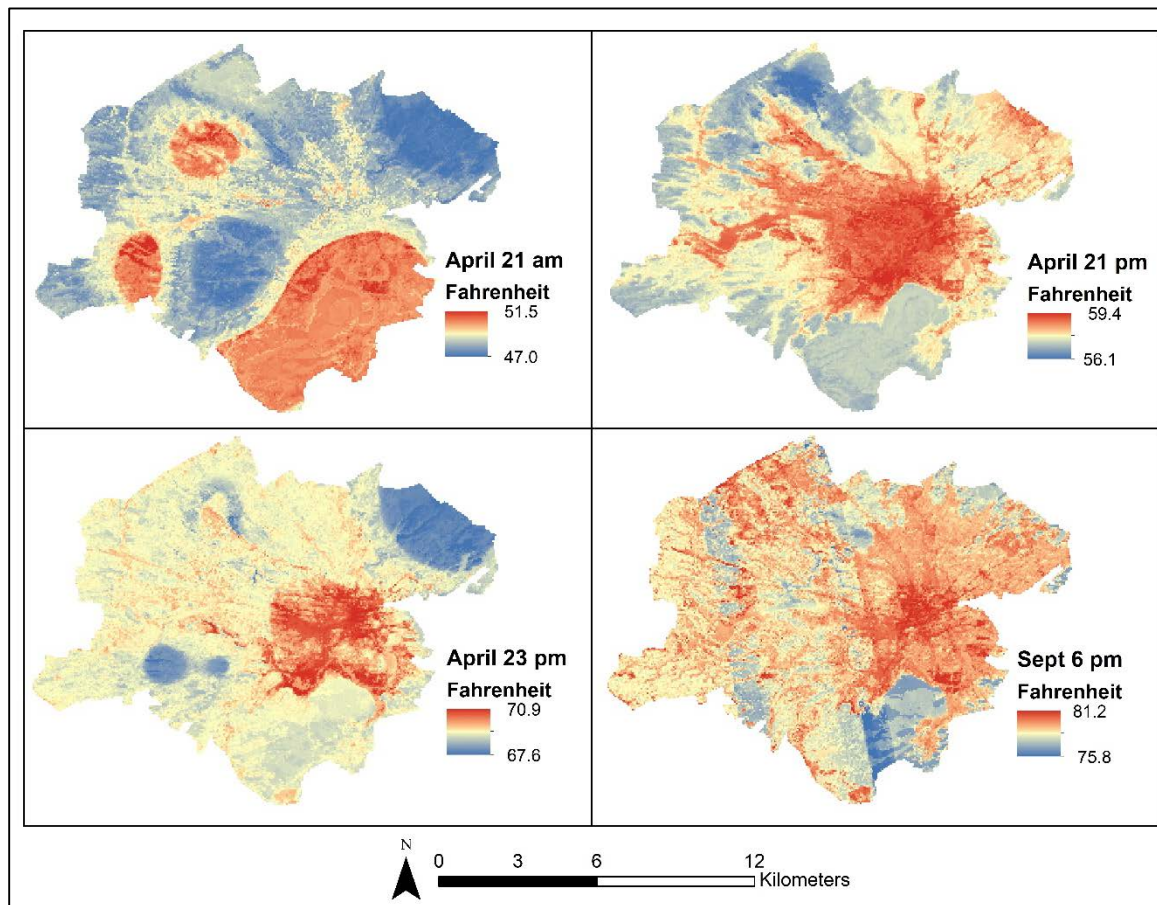 April 21 am
Fahrenheit
51.5
47.0
April 21 pm
Fahrenheit
59.4
56.1
April 23 pm
Fahrenheit
70.9
67.6
Sept 6 pm
Fahrenheit
81.2
75.8
N
0 3 6 12
Kilometers